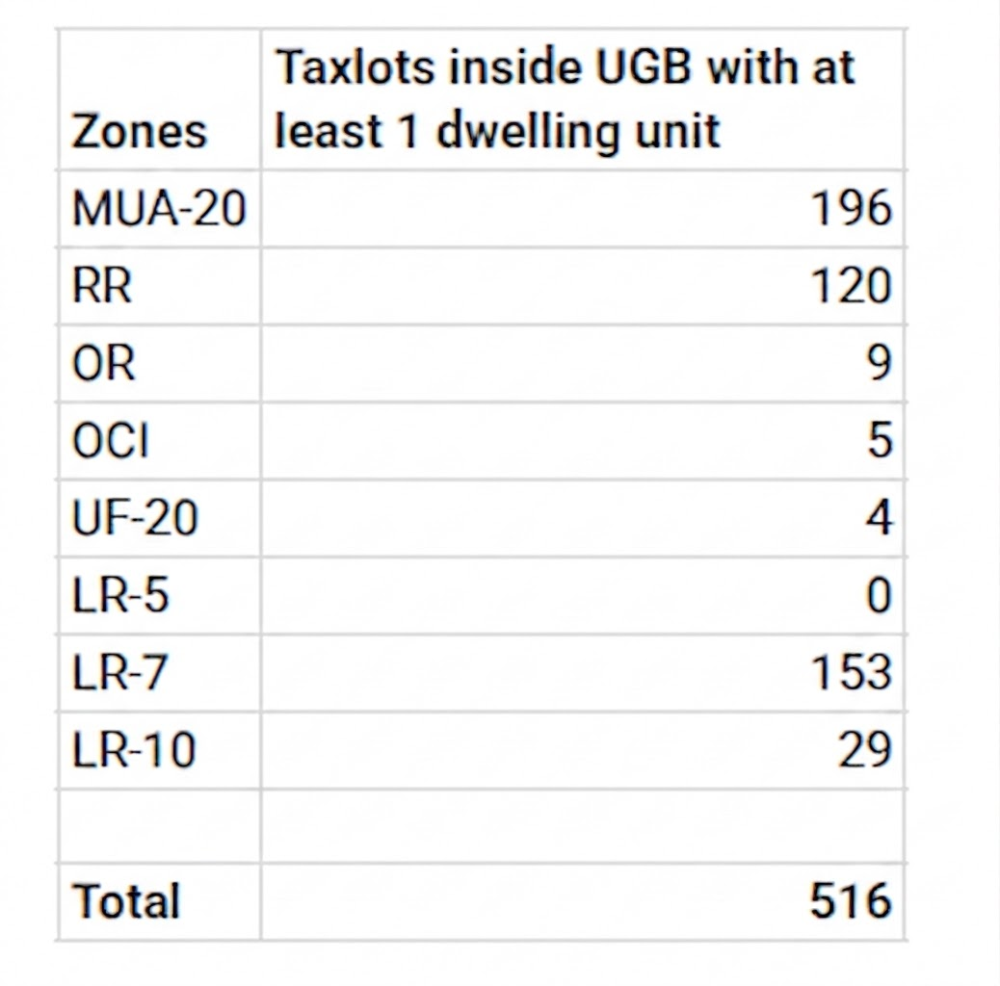 Zones Taxlots inside UGB with at
least 1 dwelling unit
MUA-20 196
RR 120
OR 9
OCI 5
UF-20 4
LR-5 0
LR-7 153
LR-10 29
Total 516